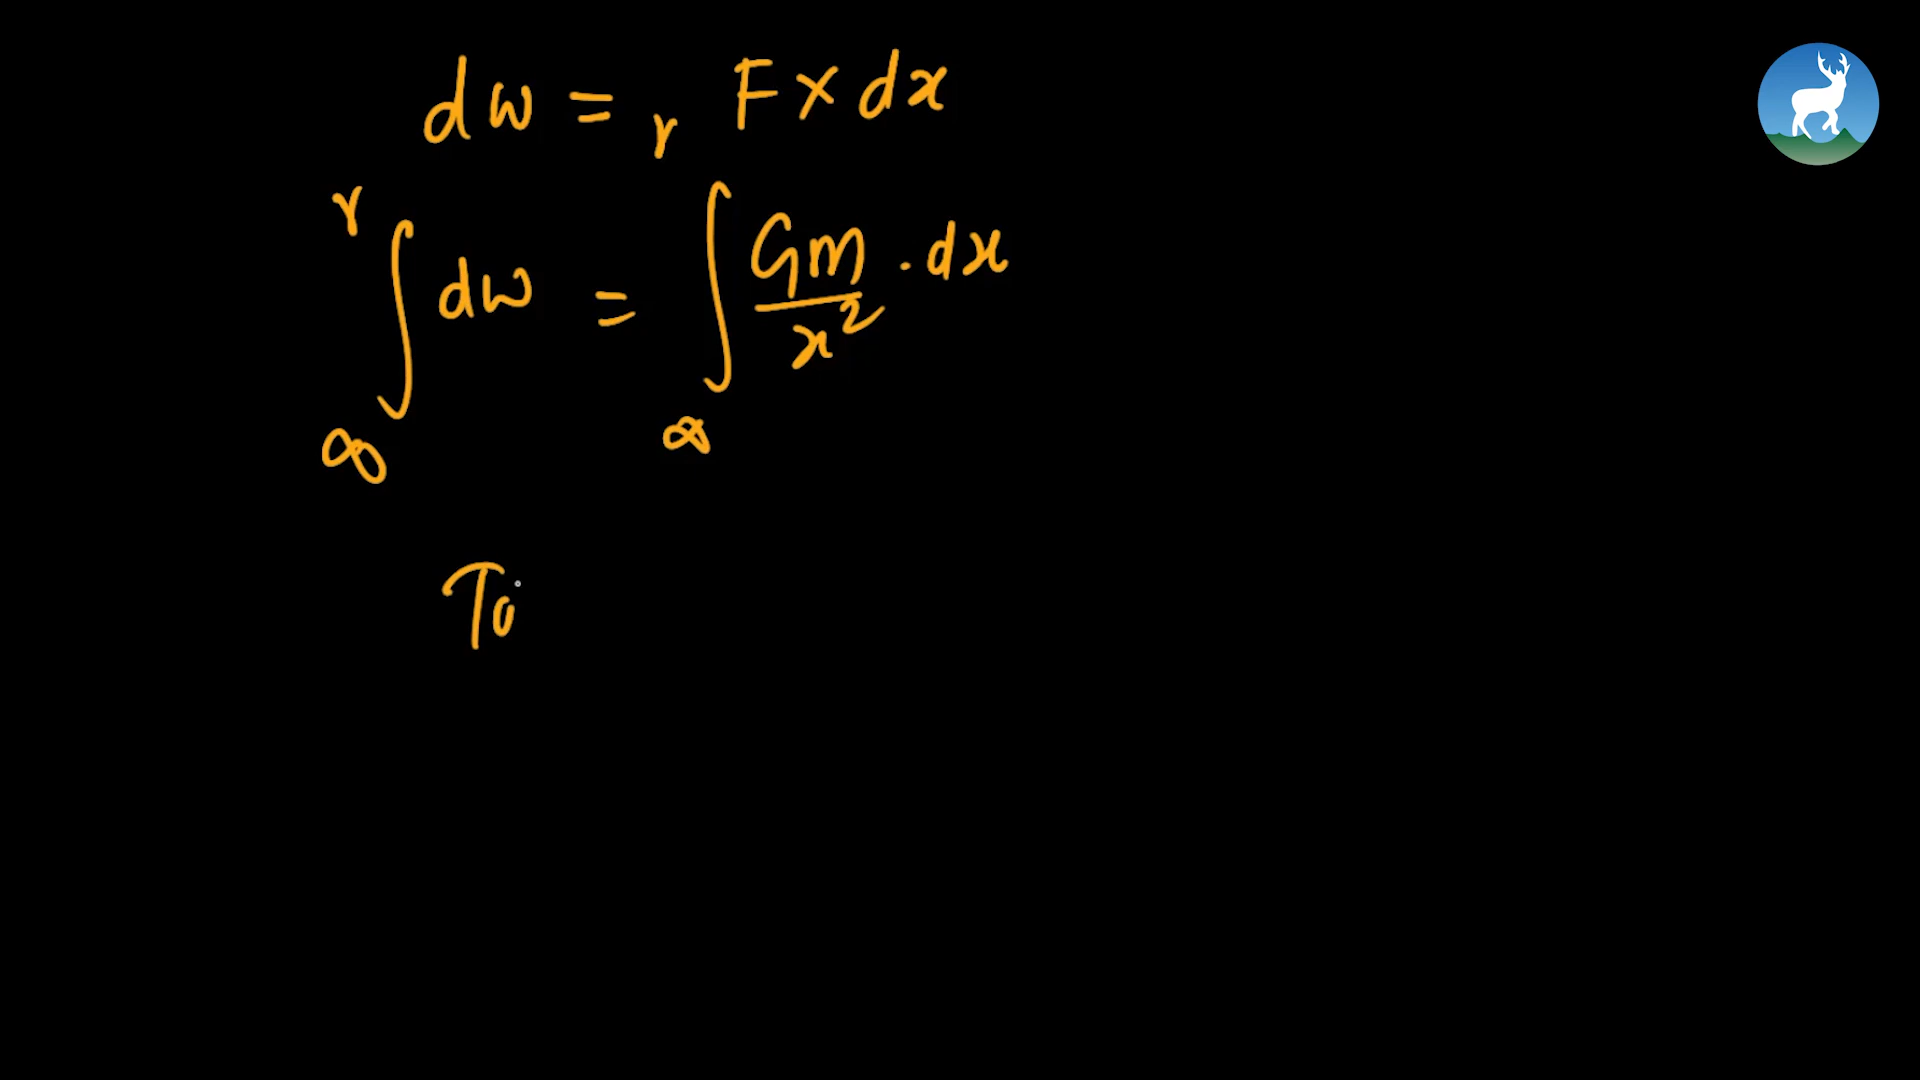 dw = F × dx
∫_∞^r dw = ∫_∞^r Gm/x² . dx
To